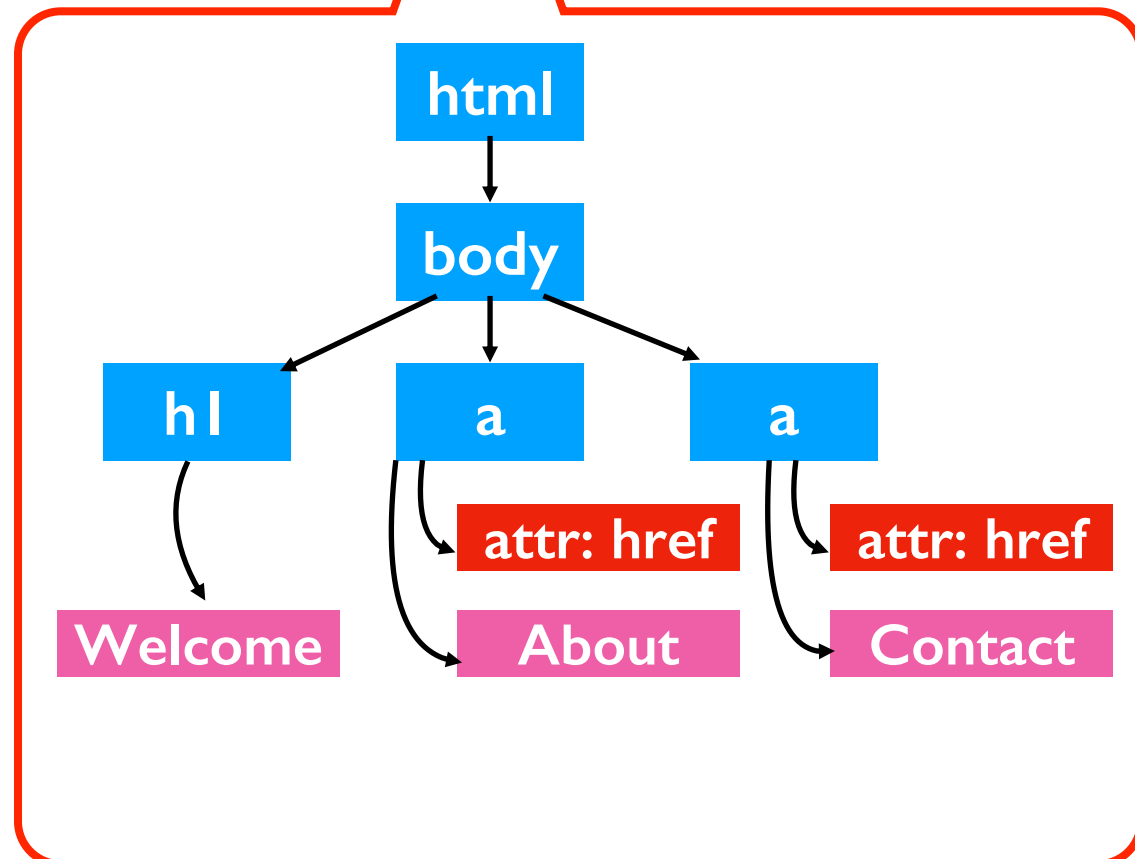 html
body
h1 a a
attr: href attr: href
Welcome About Contact